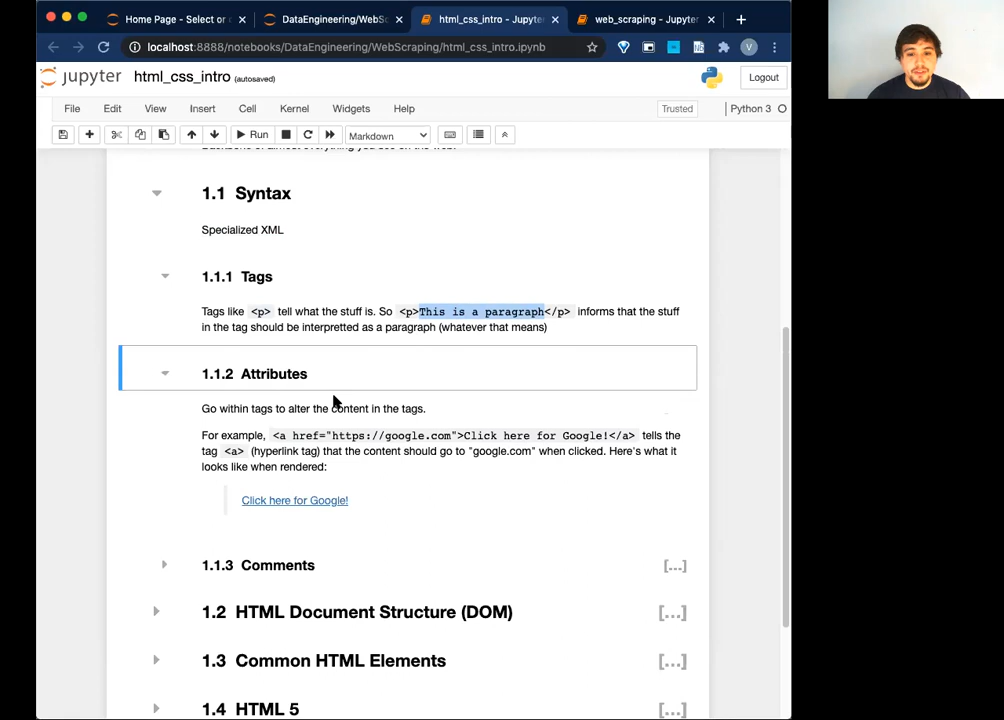 Home Page - Select or
DataEngineering/WebSc
html_css_intro - Jupyter
web_scraping - Jupyter
localhost:8888/notebooks/DataEngineering/WebScraping/html_css_intro.ipynb
V
jupyter html_css_intro (autosaved)
Logout
File Edit View Insert Cell Kernel Widgets Help
Trusted
Python 3
Run
Markdown
1.1 Syntax
Specialized XML
1.1.1 Tags
Tags like <p> tell what the stuff is. So <p>This is a paragraph</p> informs that the stuff
in the tag should be interpretted as a paragraph (whatever that means)
1.1.2 Attributes
Go within tags to alter the content in the tags.
For example, <a href="https://google.com">Click here for Google!</a> tells the
tag <a> (hyperlink tag) that the content should go to "google.com" when clicked. Here's what it
looks like when rendered:
Click here for Google!
1.1.3 Comments [...]
1.2 HTML Document Structure (DOM) [...]
1.3 Common HTML Elements [...]
1.4 HTML 5 [...]